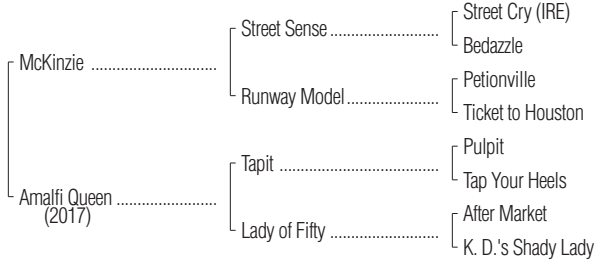 Street Cry (IRE)
Street Sense
Bedazzle
McKinzie
Petionville
Runway Model
Ticket to Houston
Pulpit
Tapit
Tap Your Heels
Amalfi Queen
(2017)
After Market
Lady of Fifty
K. D.'s Shady Lady